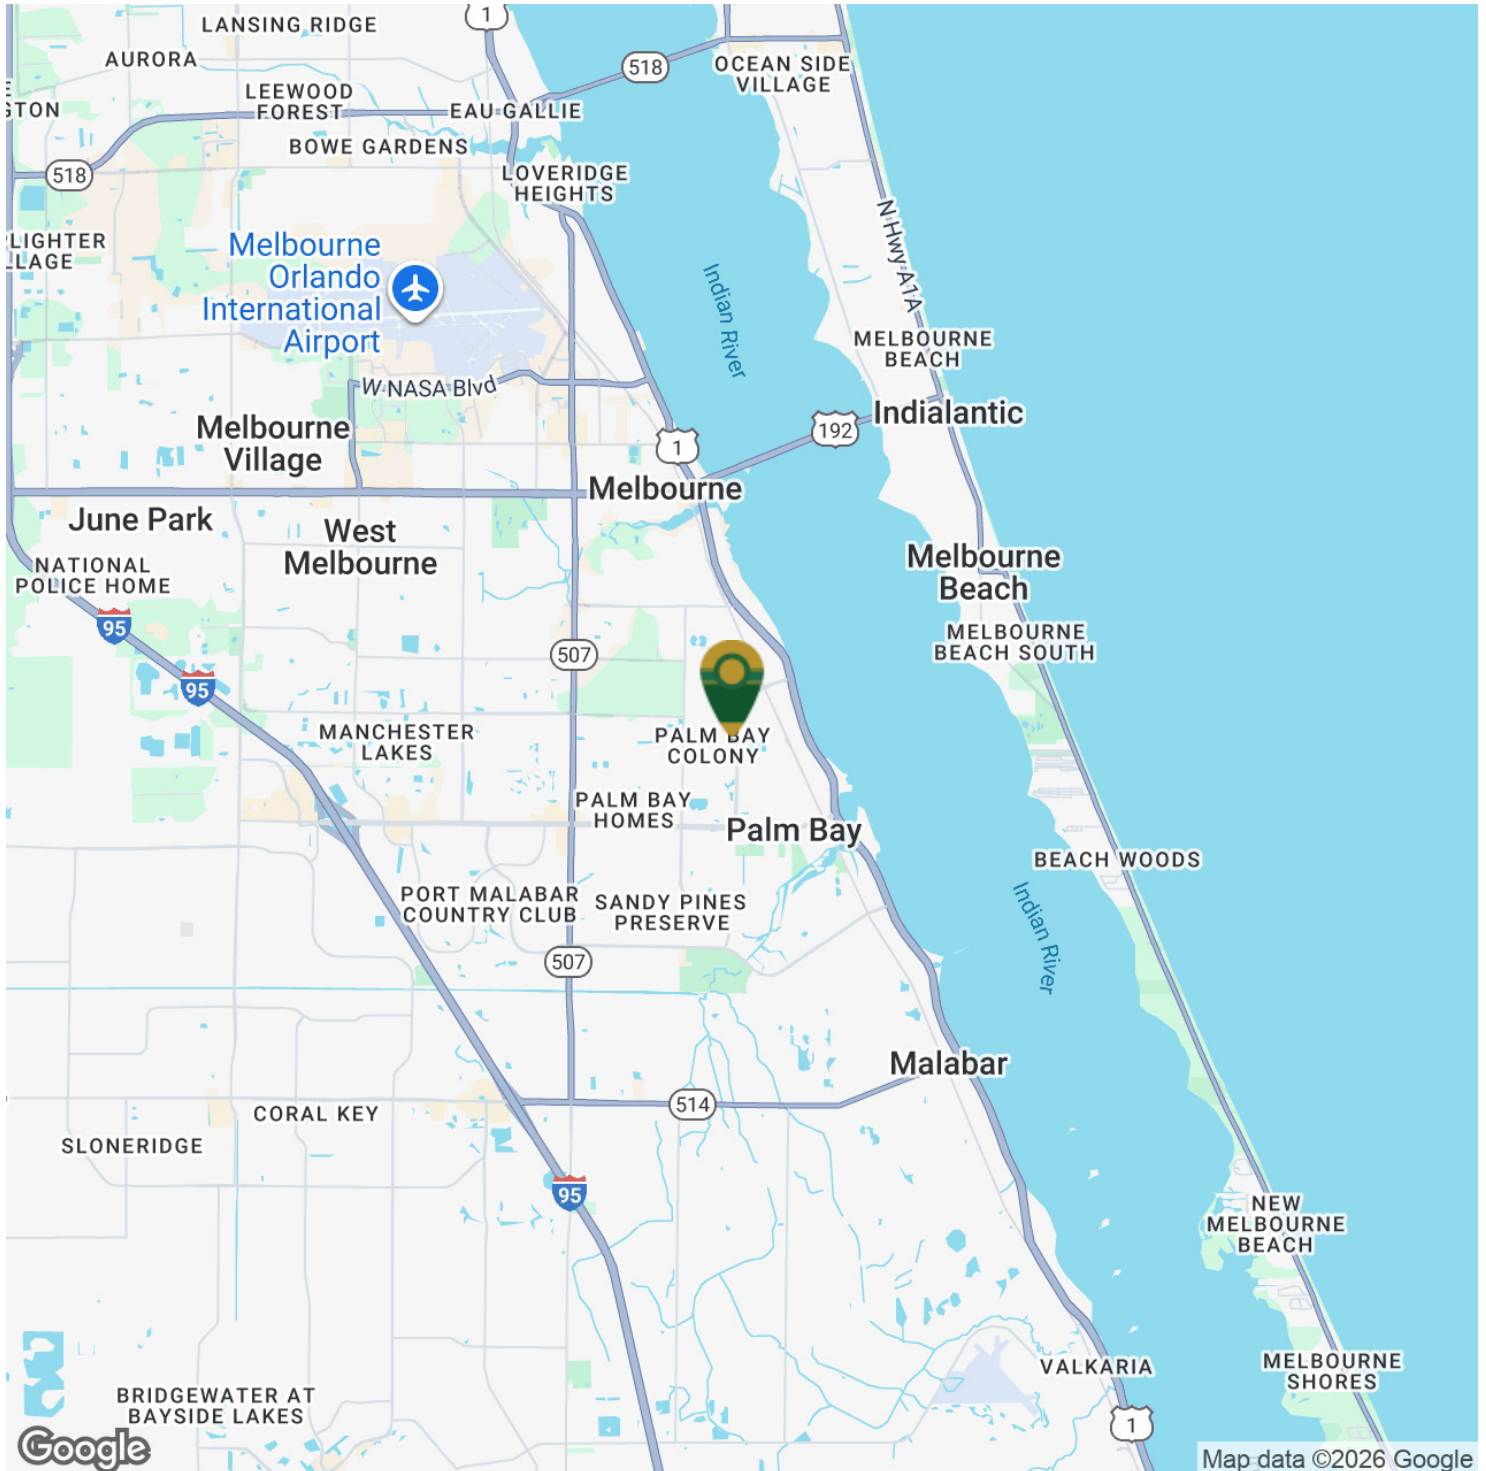 LANSING RIDGE
1
AURORA
518
OCEAN SIDE
VILLAGE
LEEWOOD
FOREST
EAU GALLIE
GTON
BOWE GARDENS
518
LOVERIDGE
HEIGHTS
N Hwy A1A
LIGHTER
LLAGE
Melbourne
Orlando
International
Airport
Indian River
MELBOURNE
BEACH
W NASA Blvd
Indialantic
192
Melbourne
Village
1
Melbourne
June Park
West
Melbourne
NATIONAL
POLICE HOME
Melbourne
Beach
95
MELBOURNE
BEACH SOUTH
507
95
MANCHESTER
LAKES
PALM BAY
COLONY
PALM BAY
HOMES
Palm Bay
BEACH WOODS
PORT MALABAR
COUNTRY CLUB
SANDY PINES
PRESERVE
Indian River
507
Malabar
514
CORAL KEY
SLONERIDGE
95
NEW
MELBOURNE
BEACH
VALKARIA
MELBOURNE
SHORES
BRIDGEWATER AT
BAYSIDE LAKES
1
Google
Map data ©2026 Google